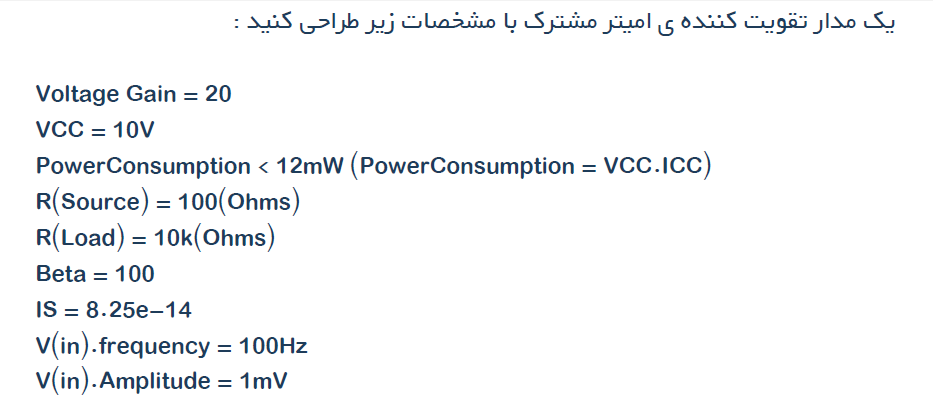 یک مدار تقویت کننده ی امیتر مشترک با مشخصات زیر طراحی کنید :
Voltage Gain = 20
VCC = 10V
PowerConsumption < 12mW (PowerConsumption = VCC.ICC)
R(Source) = 100(Ohms)
R(Load) = 10k(Ohms)
Beta = 100
IS = 8.25e-14
V(in).frequency = 100Hz
V(in).Amplitude = 1mV